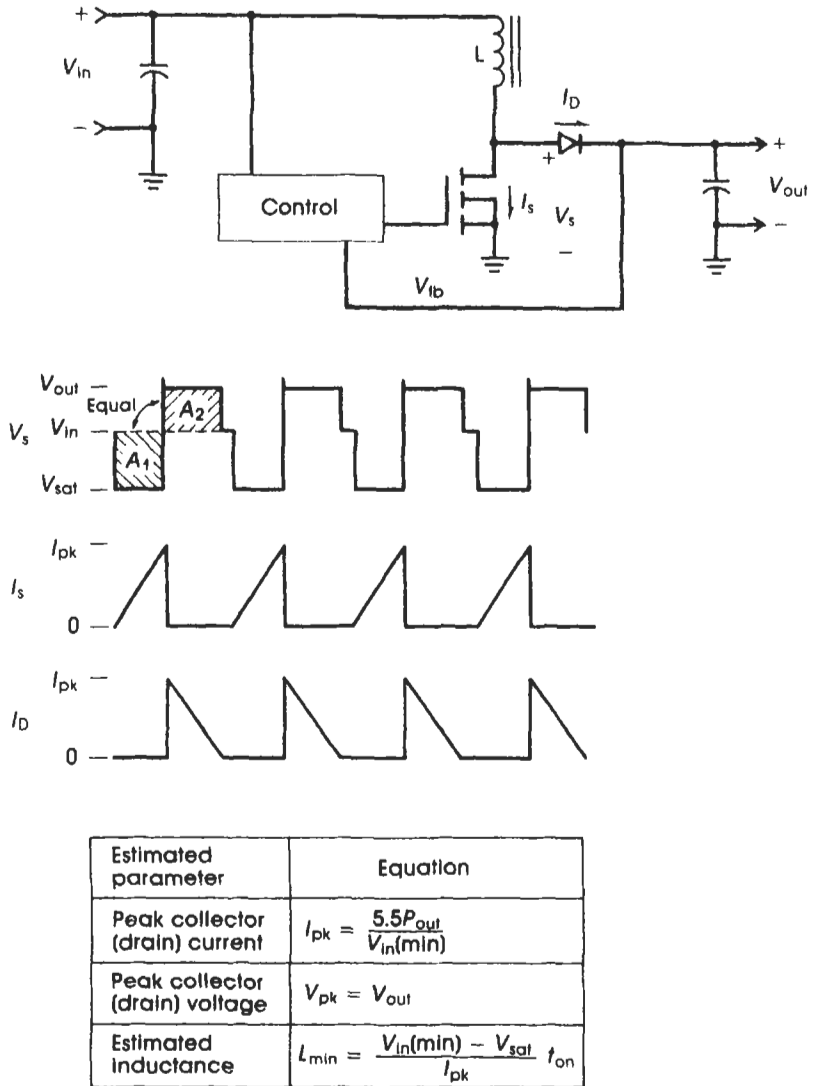 +
V_in
−
L
I_D
+
+
Control
I_s
V_s
V_out
−
−
V_fb
V_out
Equal
A_2
V_s
V_in
A_1
V_sat
I_pk
I_s
0
I_pk
I_D
0
Estimated parameter
Equation
Peak collector (drain) current
I_pk = 5.5P_out / V_in(min)
Peak collector (drain) voltage
V_pk = V_out
Estimated inductance
L_min = (V_in(min) − V_sat) / I_pk t_on